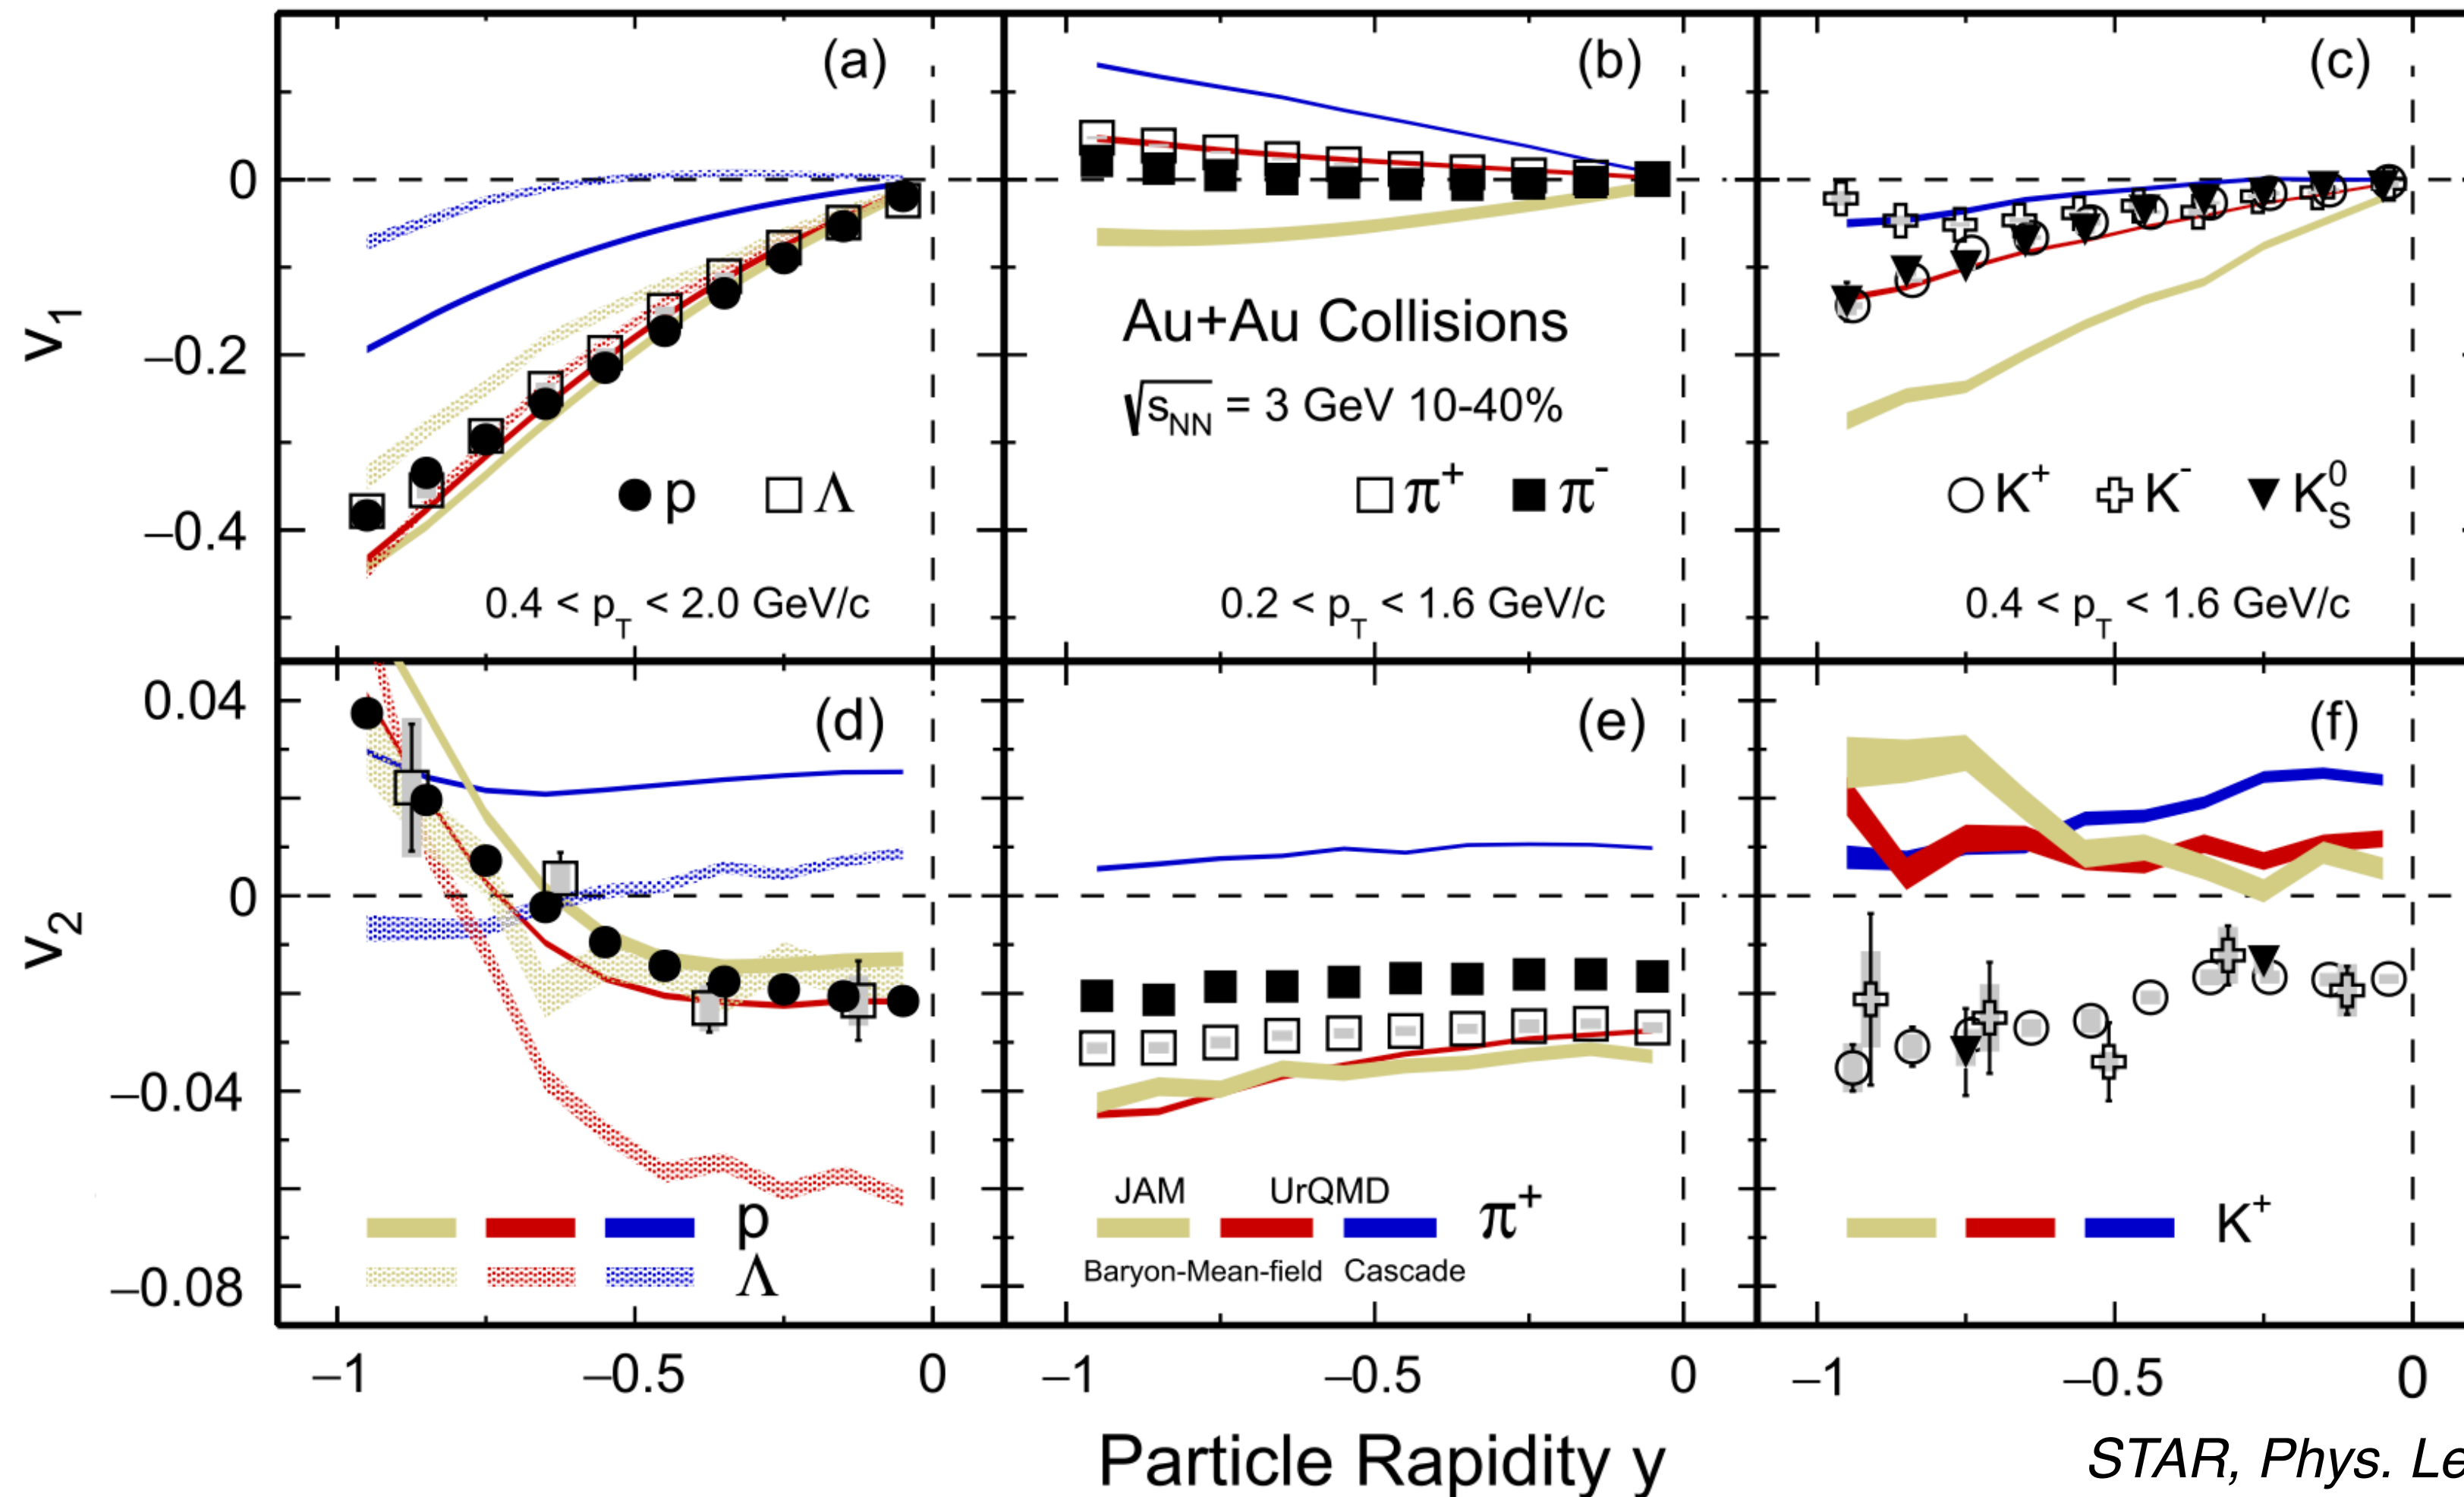 (a)
(b)
(c)
v1
0
−0.2
−0.4
Au+Au Collisions
√sNN = 3 GeV 10-40%
p Λ
π+ π-
K+ K- K0S
0.4 < pT < 2.0 GeV/c
0.2 < pT < 1.6 GeV/c
0.4 < pT < 1.6 GeV/c
(d)
(e)
(f)
v2
0.04
0
−0.04
−0.08
p
Λ
JAM UrQMD π+
Baryon-Mean-field Cascade
K+
−1 −0.5 0 −1 −0.5 0 −1 −0.5 0
Particle Rapidity y
STAR, Phys. Le